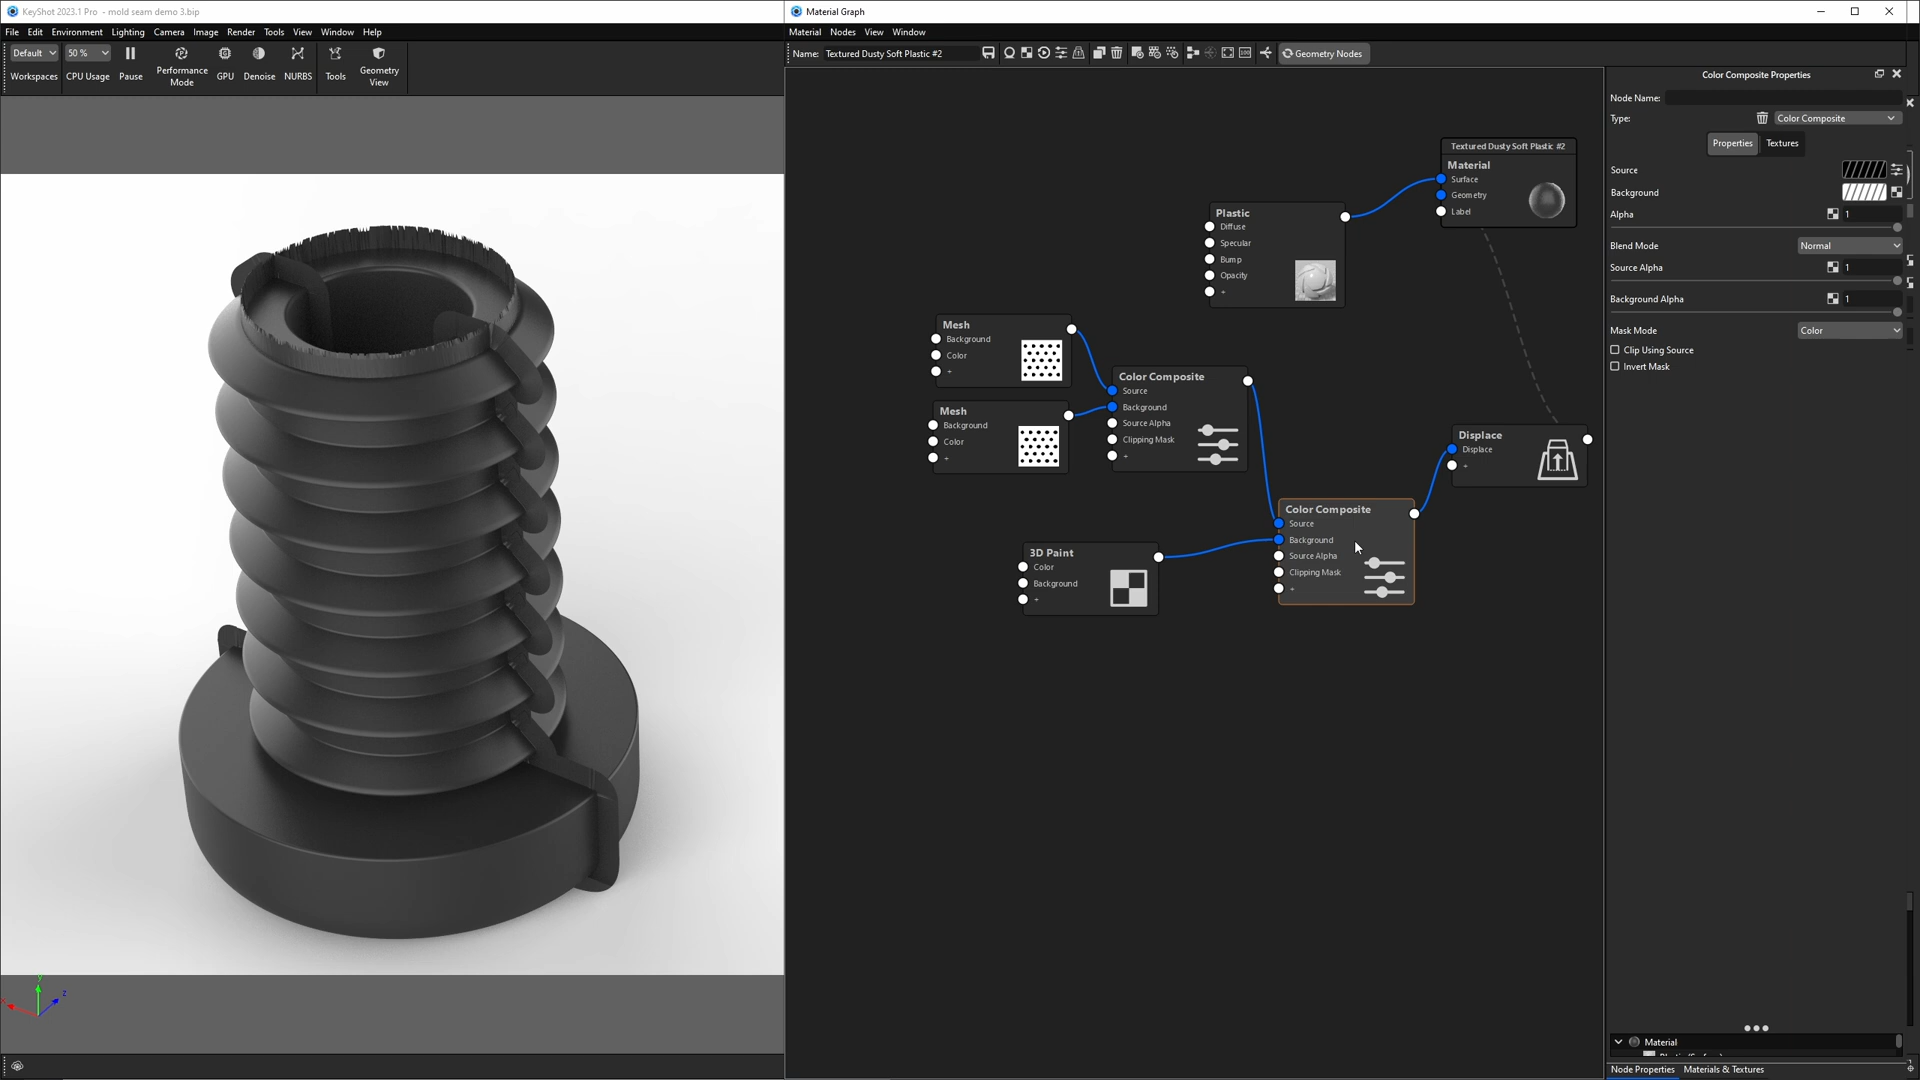 KeyShot 2023.1 Pro - mold seam demo 3.bip
File Edit Environment Lighting Camera Image Render Tools View Window Help
Default 50 %
Workspaces CPU Usage Pause Performance Mode GPU Denoise NURBS Tools Geometry View
y
z
Material Graph
Material Nodes View Window
Name: Textured Dusty Soft Plastic #2 Geometry Nodes
Textured Dusty Soft Plastic #2
Material
Surface
Geometry
Label
Plastic
Diffuse
Specular
Bump
Opacity
+
Mesh
Background
Color
+
Mesh
Background
Color
+
Color Composite
Source
Background
Source Alpha
Clipping Mask
+
Displace
Displace
+
Color Composite
Source
Background
Source Alpha
Clipping Mask
+
3D Paint
Color
Background
+
Color Composite Properties
Node Name:
Type: Color Composite
Properties Textures
Source
Background
Alpha 1
Blend Mode Normal
Source Alpha 1
Background Alpha 1
Mask Mode Color
Clip Using Source
Invert Mask
Material
Node Properties Materials & Textures